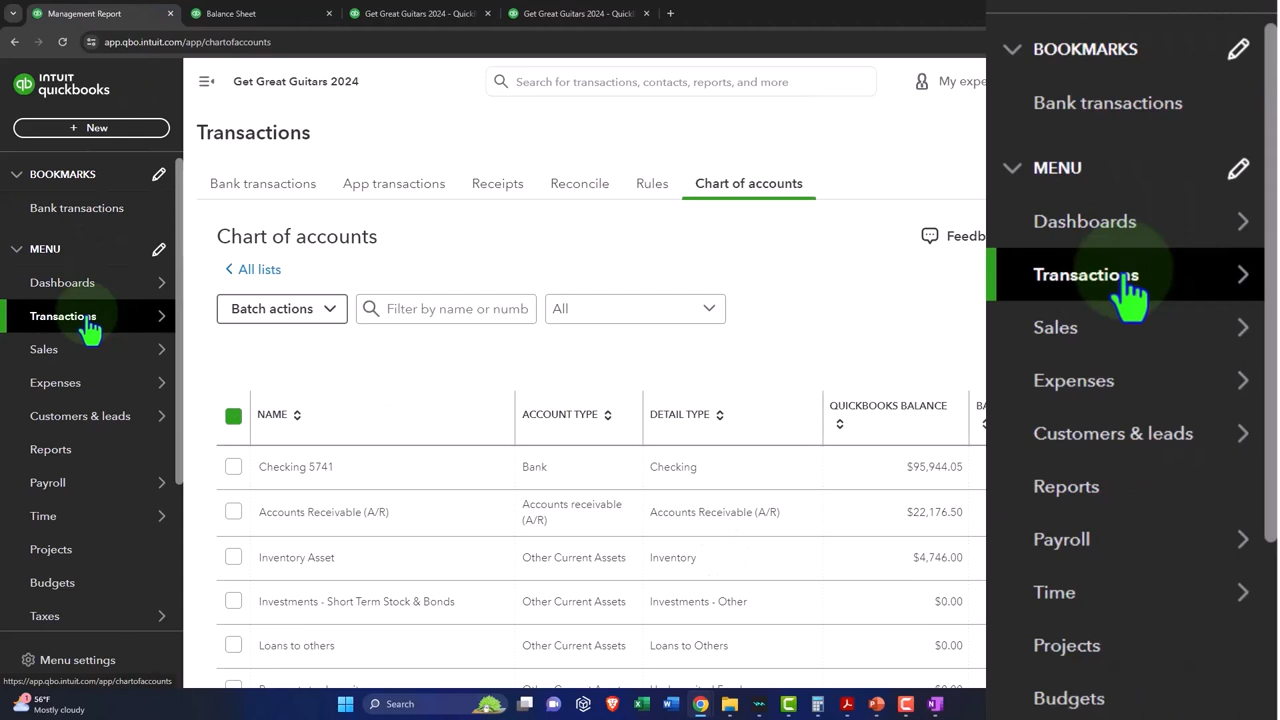 Management Report
Balance Sheet
Get Great Guitars 2024 - QuickB
Get Great Guitars 2024 - QuickB
app.qbo.intuit.com/app/chartofaccounts
INTUIT
quickbooks
Get Great Guitars 2024
Search for transactions, contacts, reports, and more
My expe
+ New
Transactions
BOOKMARKS
Bank transactions
MENU
Dashboards
Transactions
Sales
Expenses
Customers & leads
Reports
Payroll
Time
Projects
Budgets
Taxes
Menu settings
https://app.qbo.intuit.com/app/chartofaccounts
Bank transactions
App transactions
Receipts
Reconcile
Rules
Chart of accounts
Chart of accounts
Feedb
All lists
Batch actions
Filter by name or numb
All
NAME
ACCOUNT TYPE
DETAIL TYPE
QUICKBOOKS BALANCE
BA
Checking 5741
Bank
Checking
$95,944.05
Accounts Receivable (A/R)
Accounts receivable
(A/R)
Accounts Receivable (A/R)
$22,176.50
Inventory Asset
Other Current Assets
Inventory
$4,746.00
Investments - Short Term Stock & Bonds
Other Current Assets
Investments - Other
$0.00
Loans to others
Other Current Assets
Loans to Others
$0.00
BOOKMARKS
Bank transactions
MENU
Dashboards
Transactions
Sales
Expenses
Customers & leads
Reports
Payroll
Time
Projects
Budgets
56°F
Mostly cloudy
Search